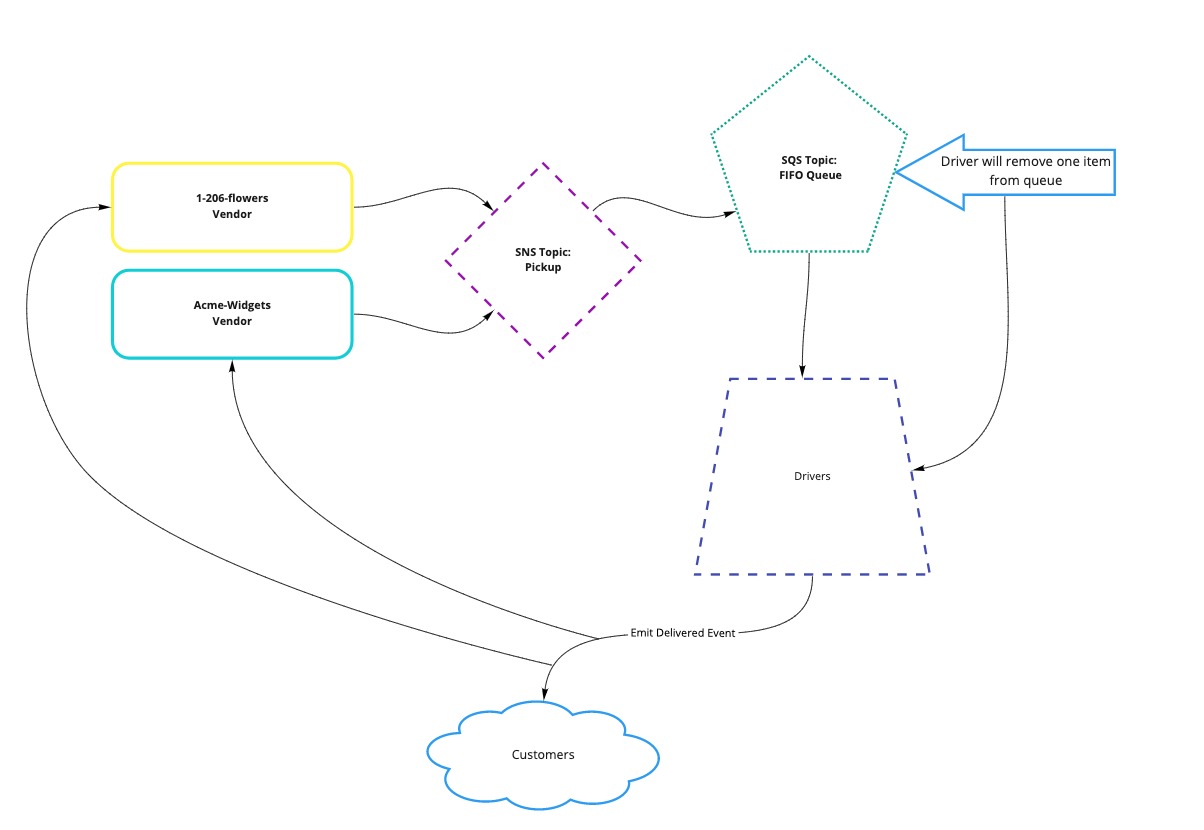 SQS Topic:
FIFO Queue
Driver will remove one item
from queue
1-206-flowers
Vendor
SNS Topic:
Pickup
Acme-Widgets
Vendor
Drivers
Emit Delivered Event
Customers